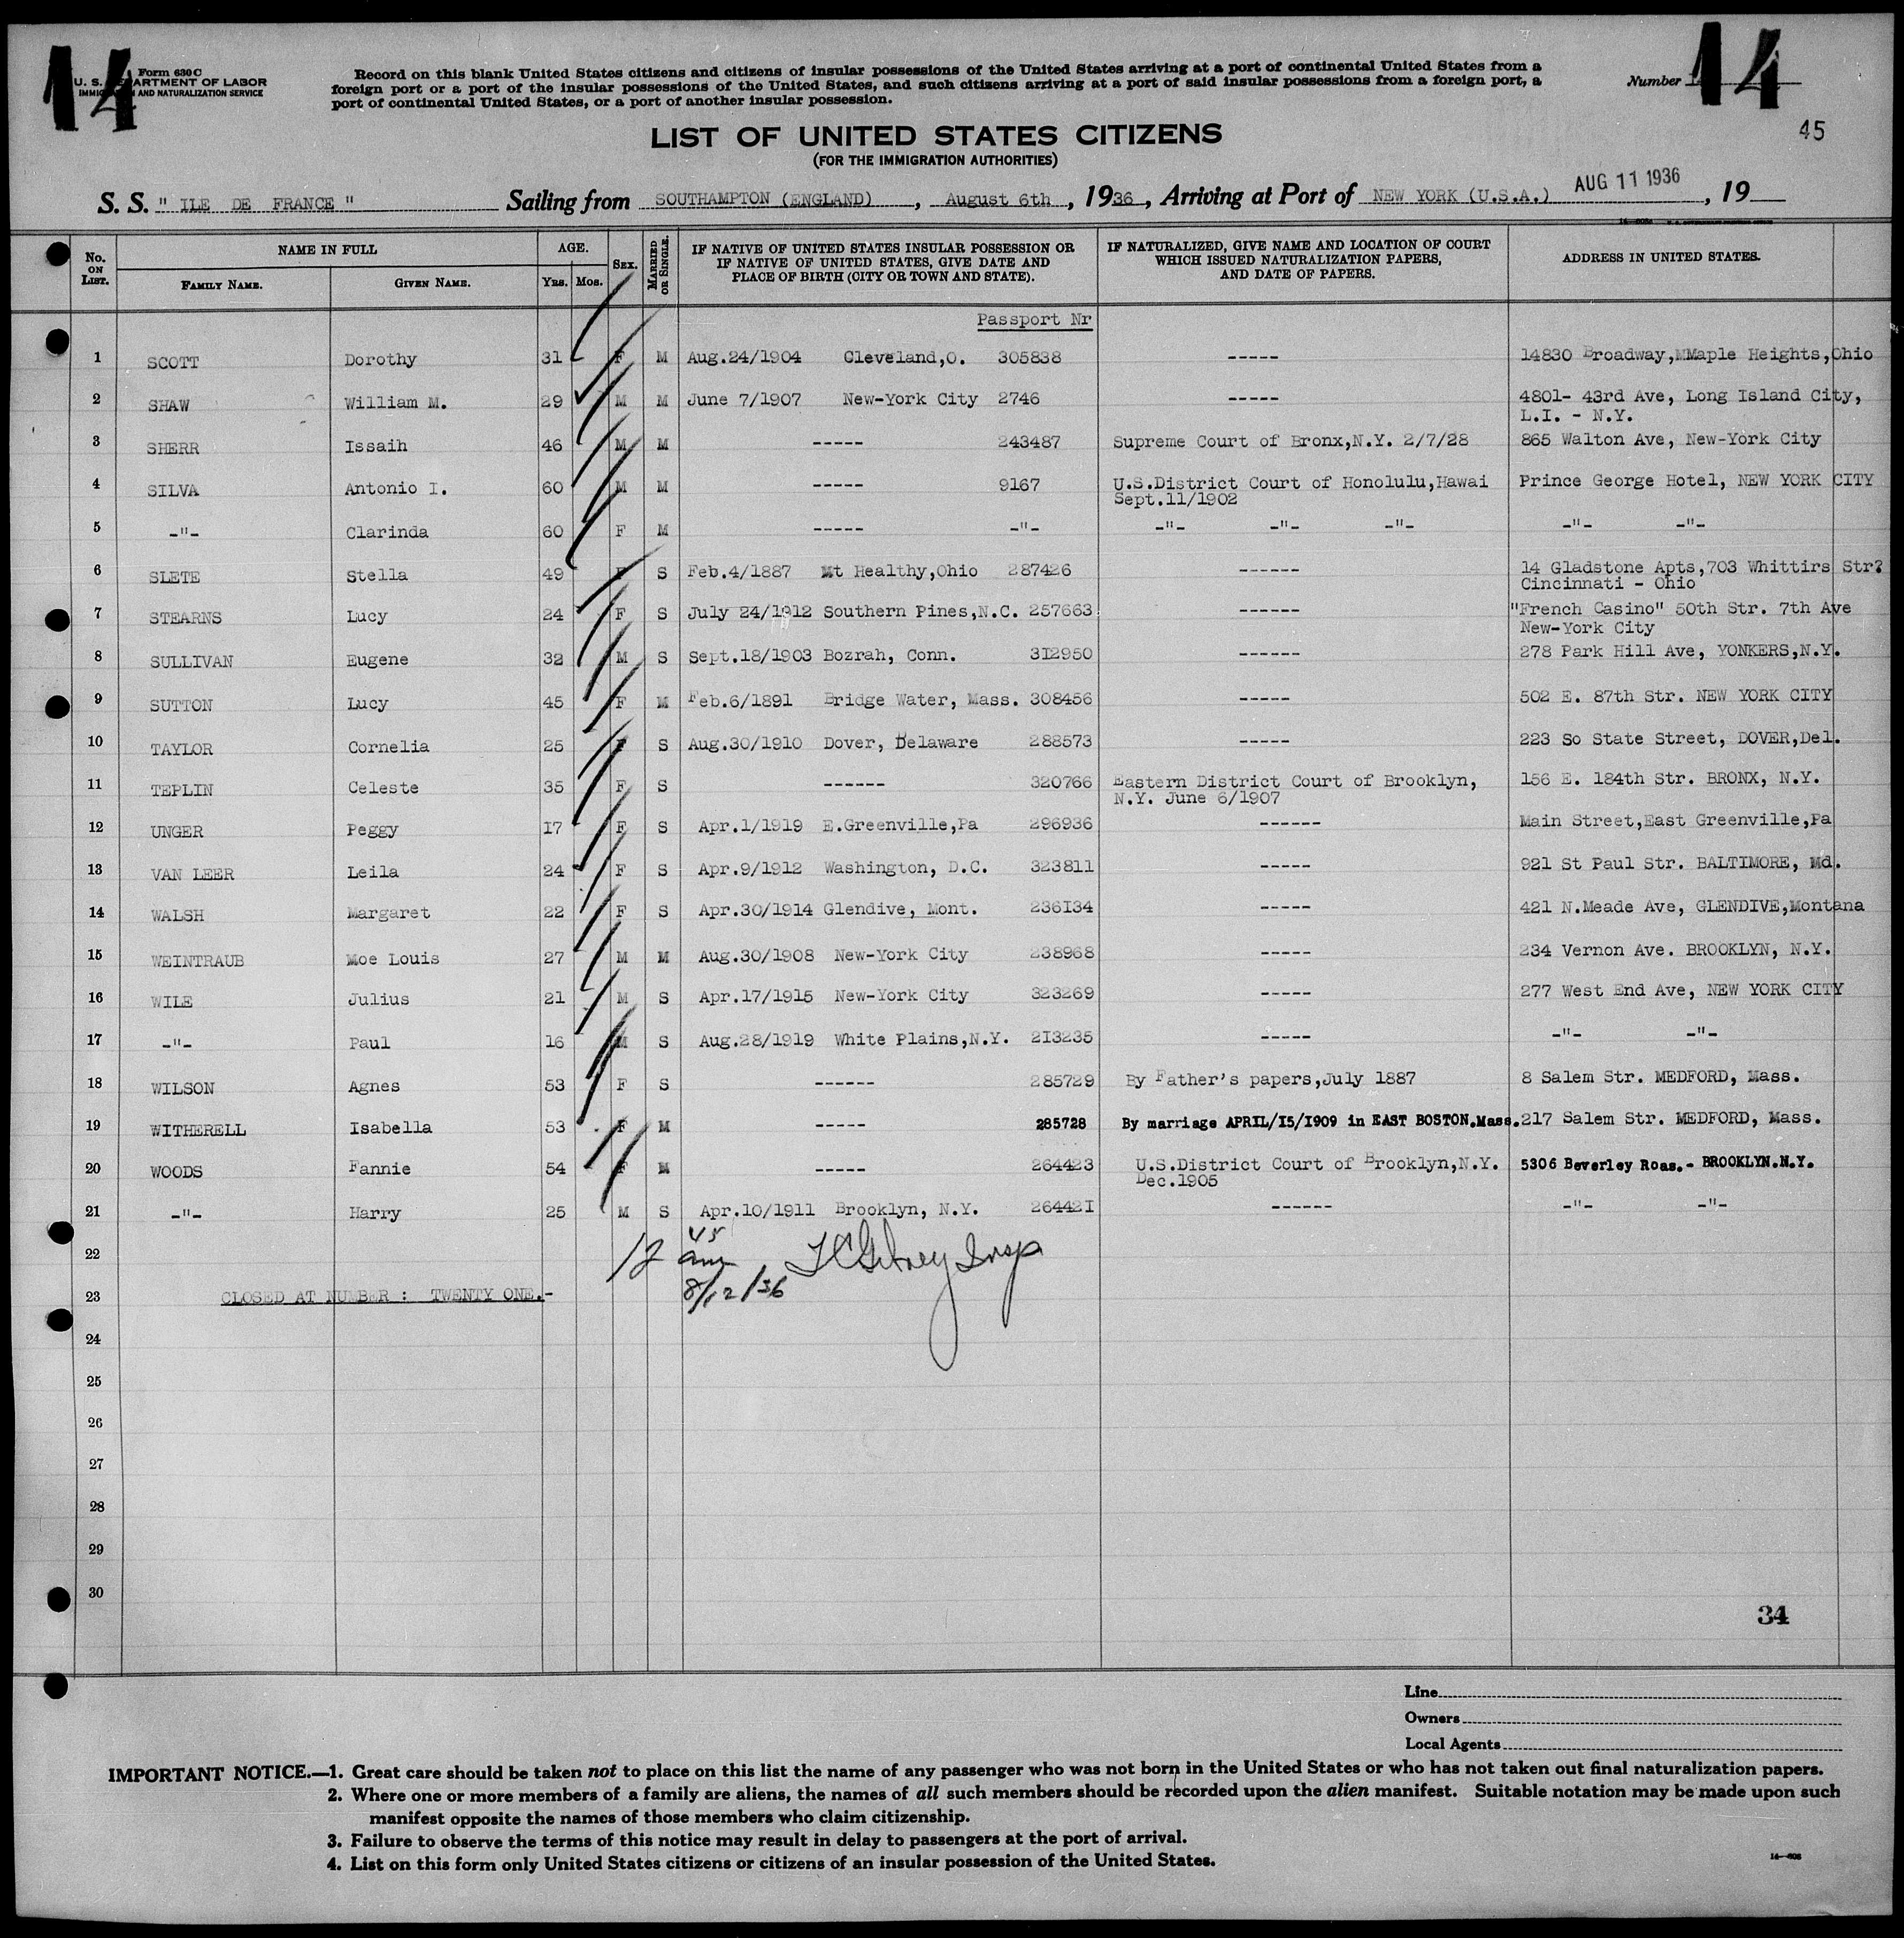 14
14
Form 630C
U. S. DEPARTMENT OF LABOR
IMMIGRATION AND NATURALIZATION SERVICE
Record on this blank United States citizens and citizens of insular possessions of the United States arriving at a port of continental United States from a
foreign port or a port of the insular possessions of the United States, and such citizens arriving at a port of said insular possessions from a foreign port, a
port of continental United States, or a port of another insular possession.
Number
45
LIST OF UNITED STATES CITIZENS
(FOR THE IMMIGRATION AUTHORITIES)
S. S. " ILE DE FRANCE " Sailing from SOUTHAMPTON (ENGLAND), August 6th, 1936, Arriving at Port of NEW YORK (U.S.A.) AUG 11 1936, 19
No. ON LIST. NAME IN FULL FAMILY NAME. GIVEN NAME. AGE. YRS. MOS. SEX. MARRIED OR SINGLE. IF NATIVE OF UNITED STATES INSULAR POSSESSION OR IF NATIVE OF UNITED STATES, GIVE DATE AND PLACE OF BIRTH (CITY OR TOWN AND STATE). IF NATURALIZED, GIVE NAME AND LOCATION OF COURT WHICH ISSUED NATURALIZATION PAPERS, AND DATE OF PAPERS. ADDRESS IN UNITED STATES.
Passport Nr
1 SCOTT Dorothy 31 F M Aug.24/1904 Cleveland,O. 305838 ----- 14830 Broadway,MMaple Heights,Ohio
2 SHAW William M. 29 M M June 7/1907 New-York City 2746 ----- 4801- 43rd Ave, Long Island City,
L.I. - N.Y.
3 SHERR Issaih 46 M M ----- 243487 Supreme Court of Bronx,N.Y. 2/7/28 865 Walton Ave, New-York City
4 SILVA Antonio I. 60 M M ----- 9167 U.S.District Court of Honolulu,Hawai Prince George Hotel, NEW YORK CITY
Sept.11/1902
5 -"- Clarinda 60 F M ----- -"- -"- -"- -"- -"- -"-
6 SLETE Stella 49 F S Feb.4/1887 Mt Healthy,Ohio 287426 ------ 14 Gladstone Apts,703 Whittirs Str?
Cincinnati - Ohio
7 STEARNS Lucy 24 F S July 24/1912 Southern Pines,N.C. 257663 ------ "French Casino" 50th Str. 7th Ave
New-York City
8 SULLIVAN Eugene 32 M S Sept.18/1903 Bozrah, Conn. 3I2950 ------ 278 Park Hill Ave, YONKERS,N.Y.
9 SUTTON Lucy 45 F M Feb.6/1891 Bridge Water, Mass. 308456 ----- 502 E. 87th Str. NEW YORK CITY
10 TAYLOR Cornelia 25 F S Aug.30/1910 Dover, Delaware 288573 ----- 223 So State Street, DOVER,Del.
11 TEPLIN Celeste 35 F S ------ 320766 Eastern District Court of Brooklyn, 156 E. 184th Str. BRONX, N.Y.
N.Y. June 6/1907
12 UNGER Peggy I7 F S Apr.1/1919 E.Greenville,Pa 296936 ------ Main Street,East Greenville,Pa
13 VAN LEER Leila 24 F S Apr.9/1912 Washington, D.C. 323811 ----- 921 St Paul Str. BALTIMORE, Md.
14 WALSH Margaret 22 F S Apr.30/1914 Glendive, Mont. 236I34 ----- 421 N.Meade Ave, GLENDIVE,Montana
15 WEINTRAUB Moe Louis 27 M M Aug.30/1908 New-York City 238968 ----- 234 Vernon Ave. BROOKLYN, N.Y.
16 WILE Julius 21 M S Apr.17/1915 New-York City 323269 ----- 277 West End Ave, NEW YORK CITY
17 -"- Paul 16 M S Aug.28/1919 White Plains,N.Y. 2I3235 ----- -"- -"-
18 WILSON Agnes 53 F S ------ 285729 By Father's papers,July 1887 8 Salem Str. MEDFORD, Mass.
19 WITHERELL Isabella 53 F M ----- 285728 By marriage APRIL/I5/I909 in EAST BOSTON.Mass. 217 Salem Str. MEDFORD, Mass.
20 WOODS Fannie 54 F M ----- 264423 U.S.District Court of Brooklyn,N.Y. 5306 Beverley Roas.- BROOKLYN.N.Y.
Dec.1905
21 -"- Harry 25 M S Apr.10/1911 Brooklyn, N.Y. 26442I ------ -"- -"-
22
12 45
am
8/12/36
Insp
23 CLOSED AT NUMBER : TWENTY ONE.-
24
25
26
27
28
29
30
34
Line
Owners
Local Agents
IMPORTANT NOTICE.—1. Great care should be taken not to place on this list the name of any passenger who was not born in the United States or who has not taken out final naturalization papers.
2. Where one or more members of a family are aliens, the names of all such members should be recorded upon the alien manifest. Suitable notation may be made upon such
manifest opposite the names of those members who claim citizenship.
3. Failure to observe the terms of this notice may result in delay to passengers at the port of arrival.
4. List on this form only United States citizens or citizens of an insular possession of the United States.